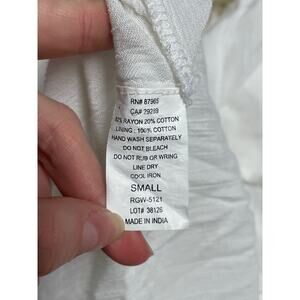 RN# 87965
CA# 29289
80% RAYON 20% COTTON
LINING : 100% COTTON
HAND WASH SEPARATELY
DO NOT BLEACH
DO NOT RUB OR WRING
LINE DRY
COOL IRON
SMALL
RGW-5121
LOT# 38126
MADE IN INDIA